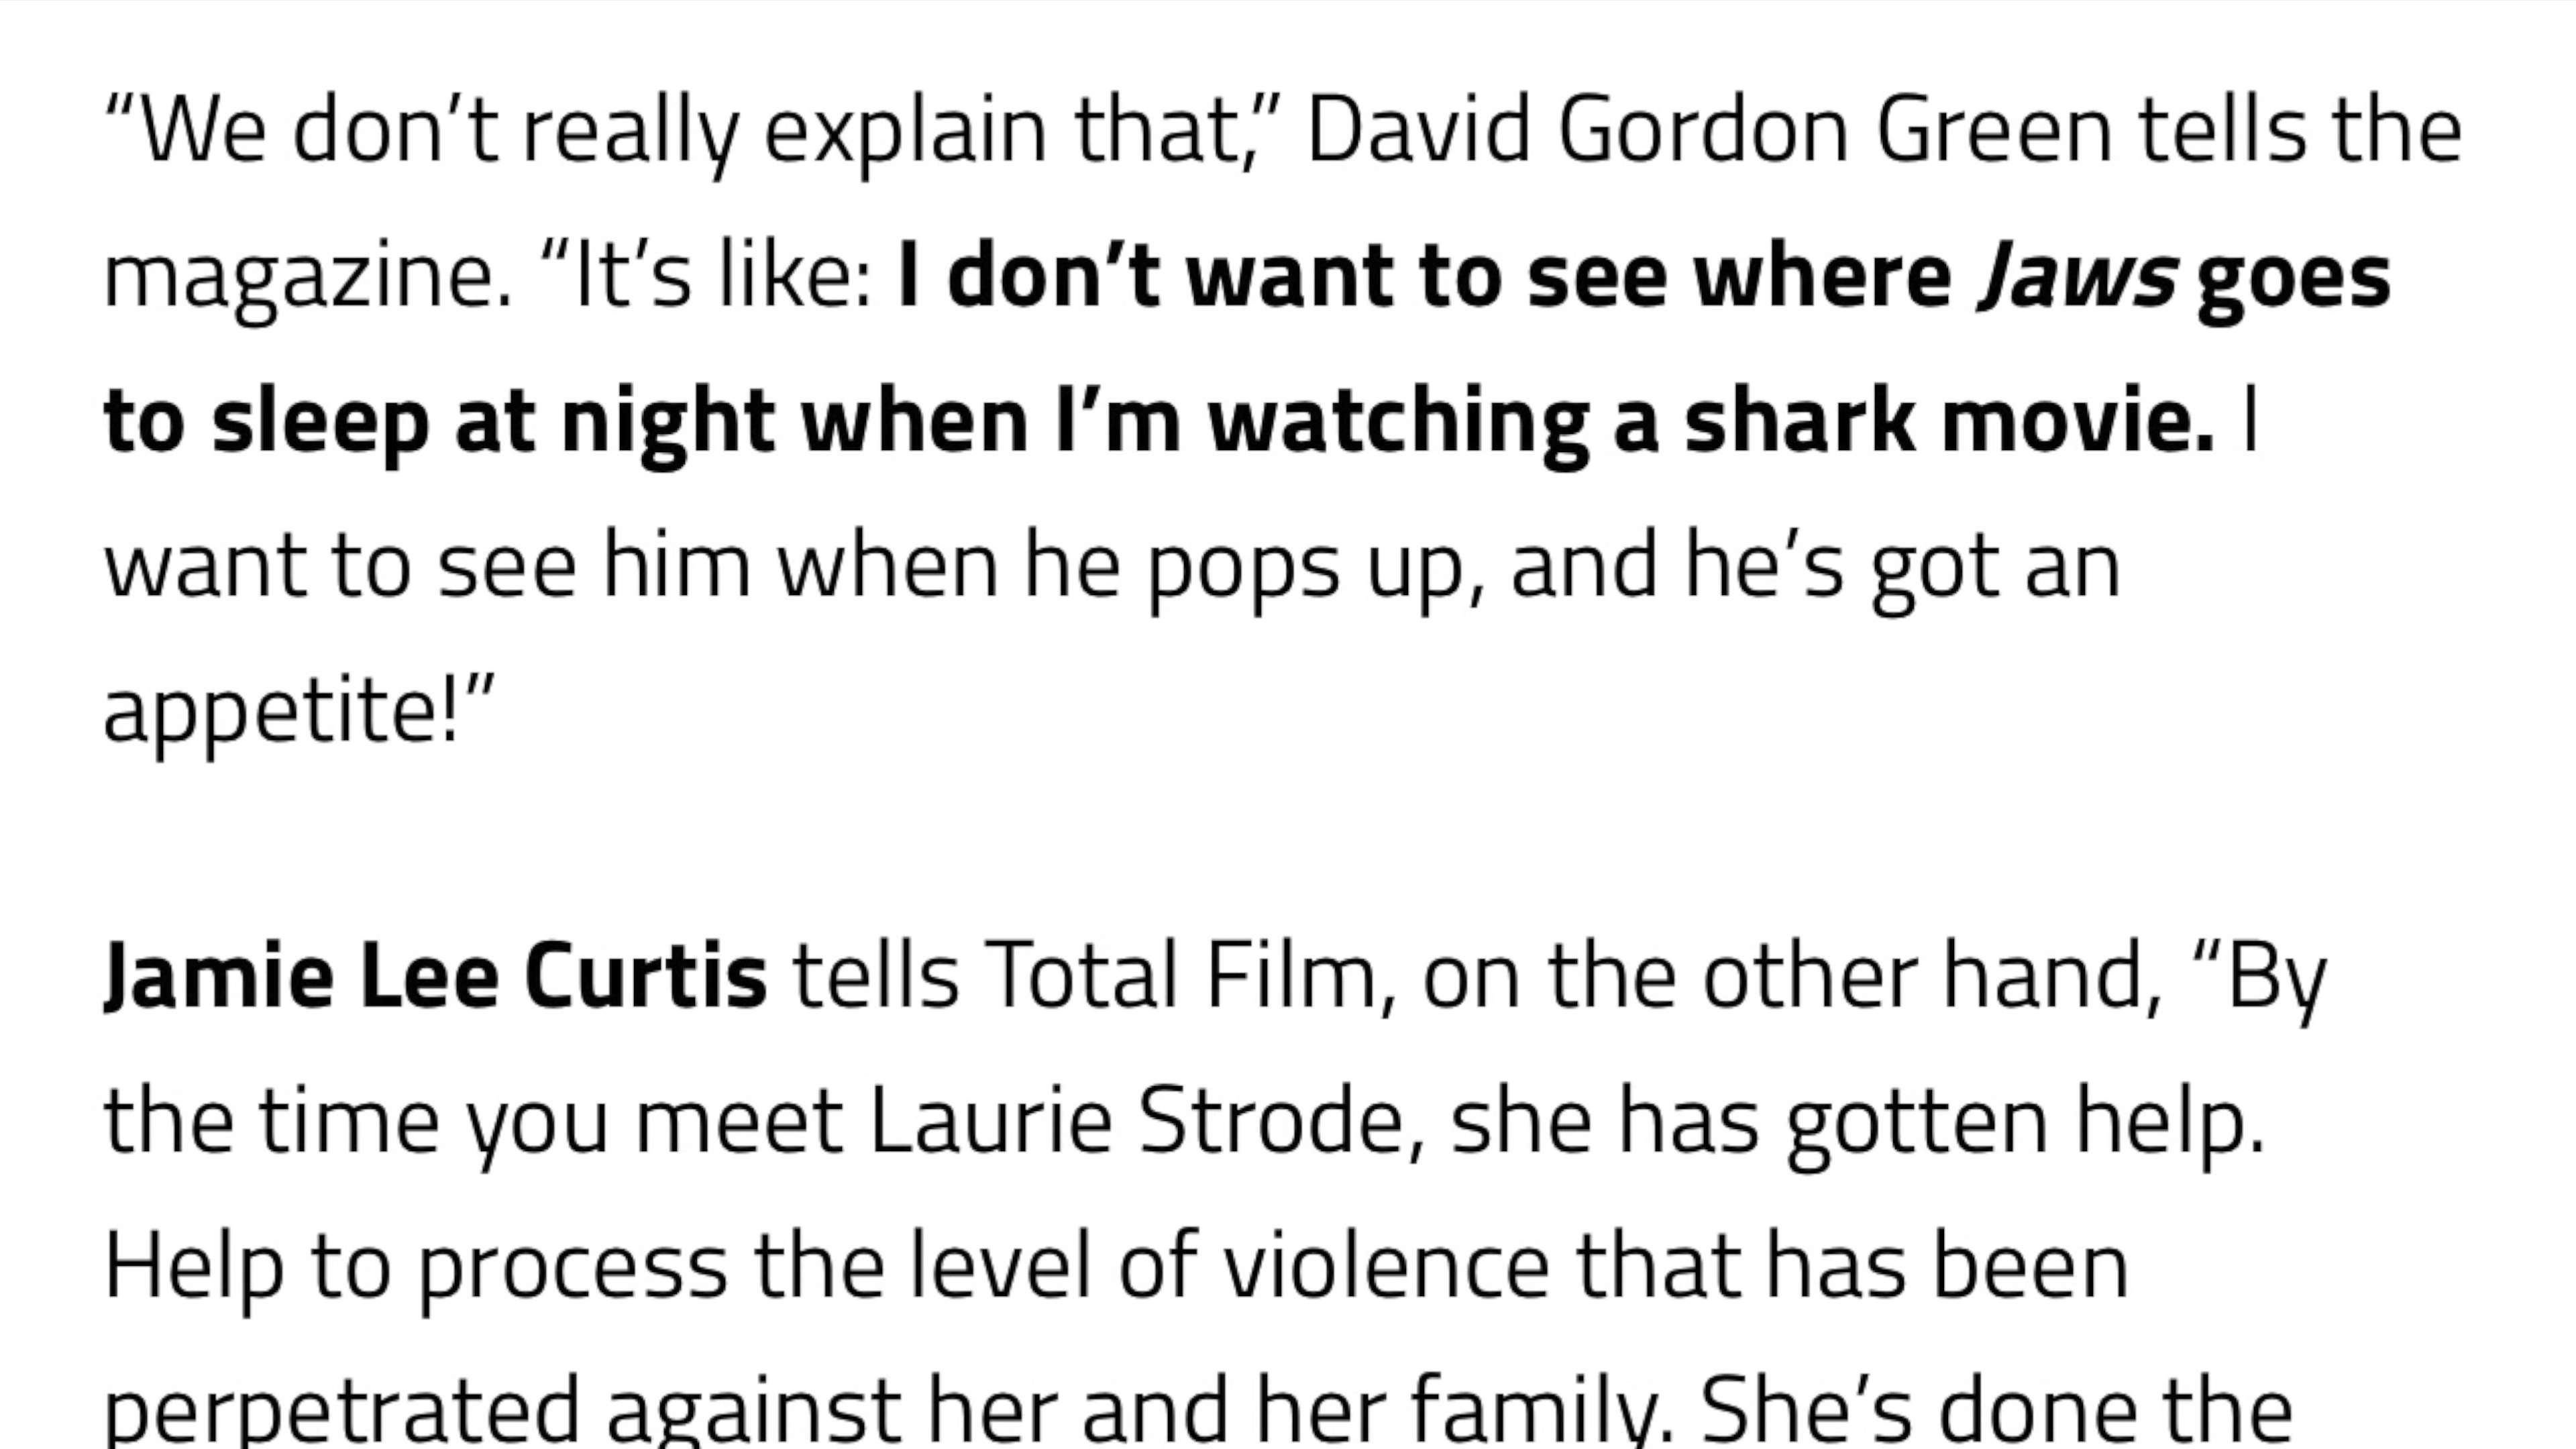 “We don’t really explain that,” David Gordon Green tells the
magazine. “It’s like: I don’t want to see where Jaws goes
to sleep at night when I’m watching a shark movie. I
want to see him when he pops up, and he’s got an
appetite!”
Jamie Lee Curtis tells Total Film, on the other hand, “By
the time you meet Laurie Strode, she has gotten help.
Help to process the level of violence that has been
perpetrated against her and her family. She’s done the